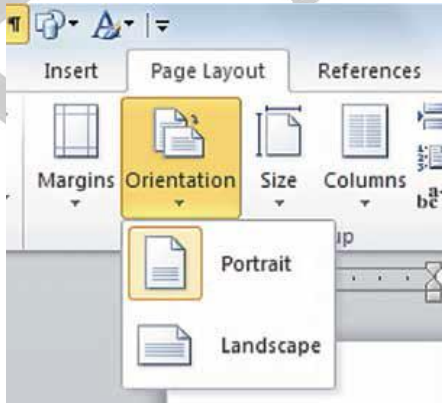 Insert Page Layout References
Margins Orientation Size Columns
Portrait
Landscape